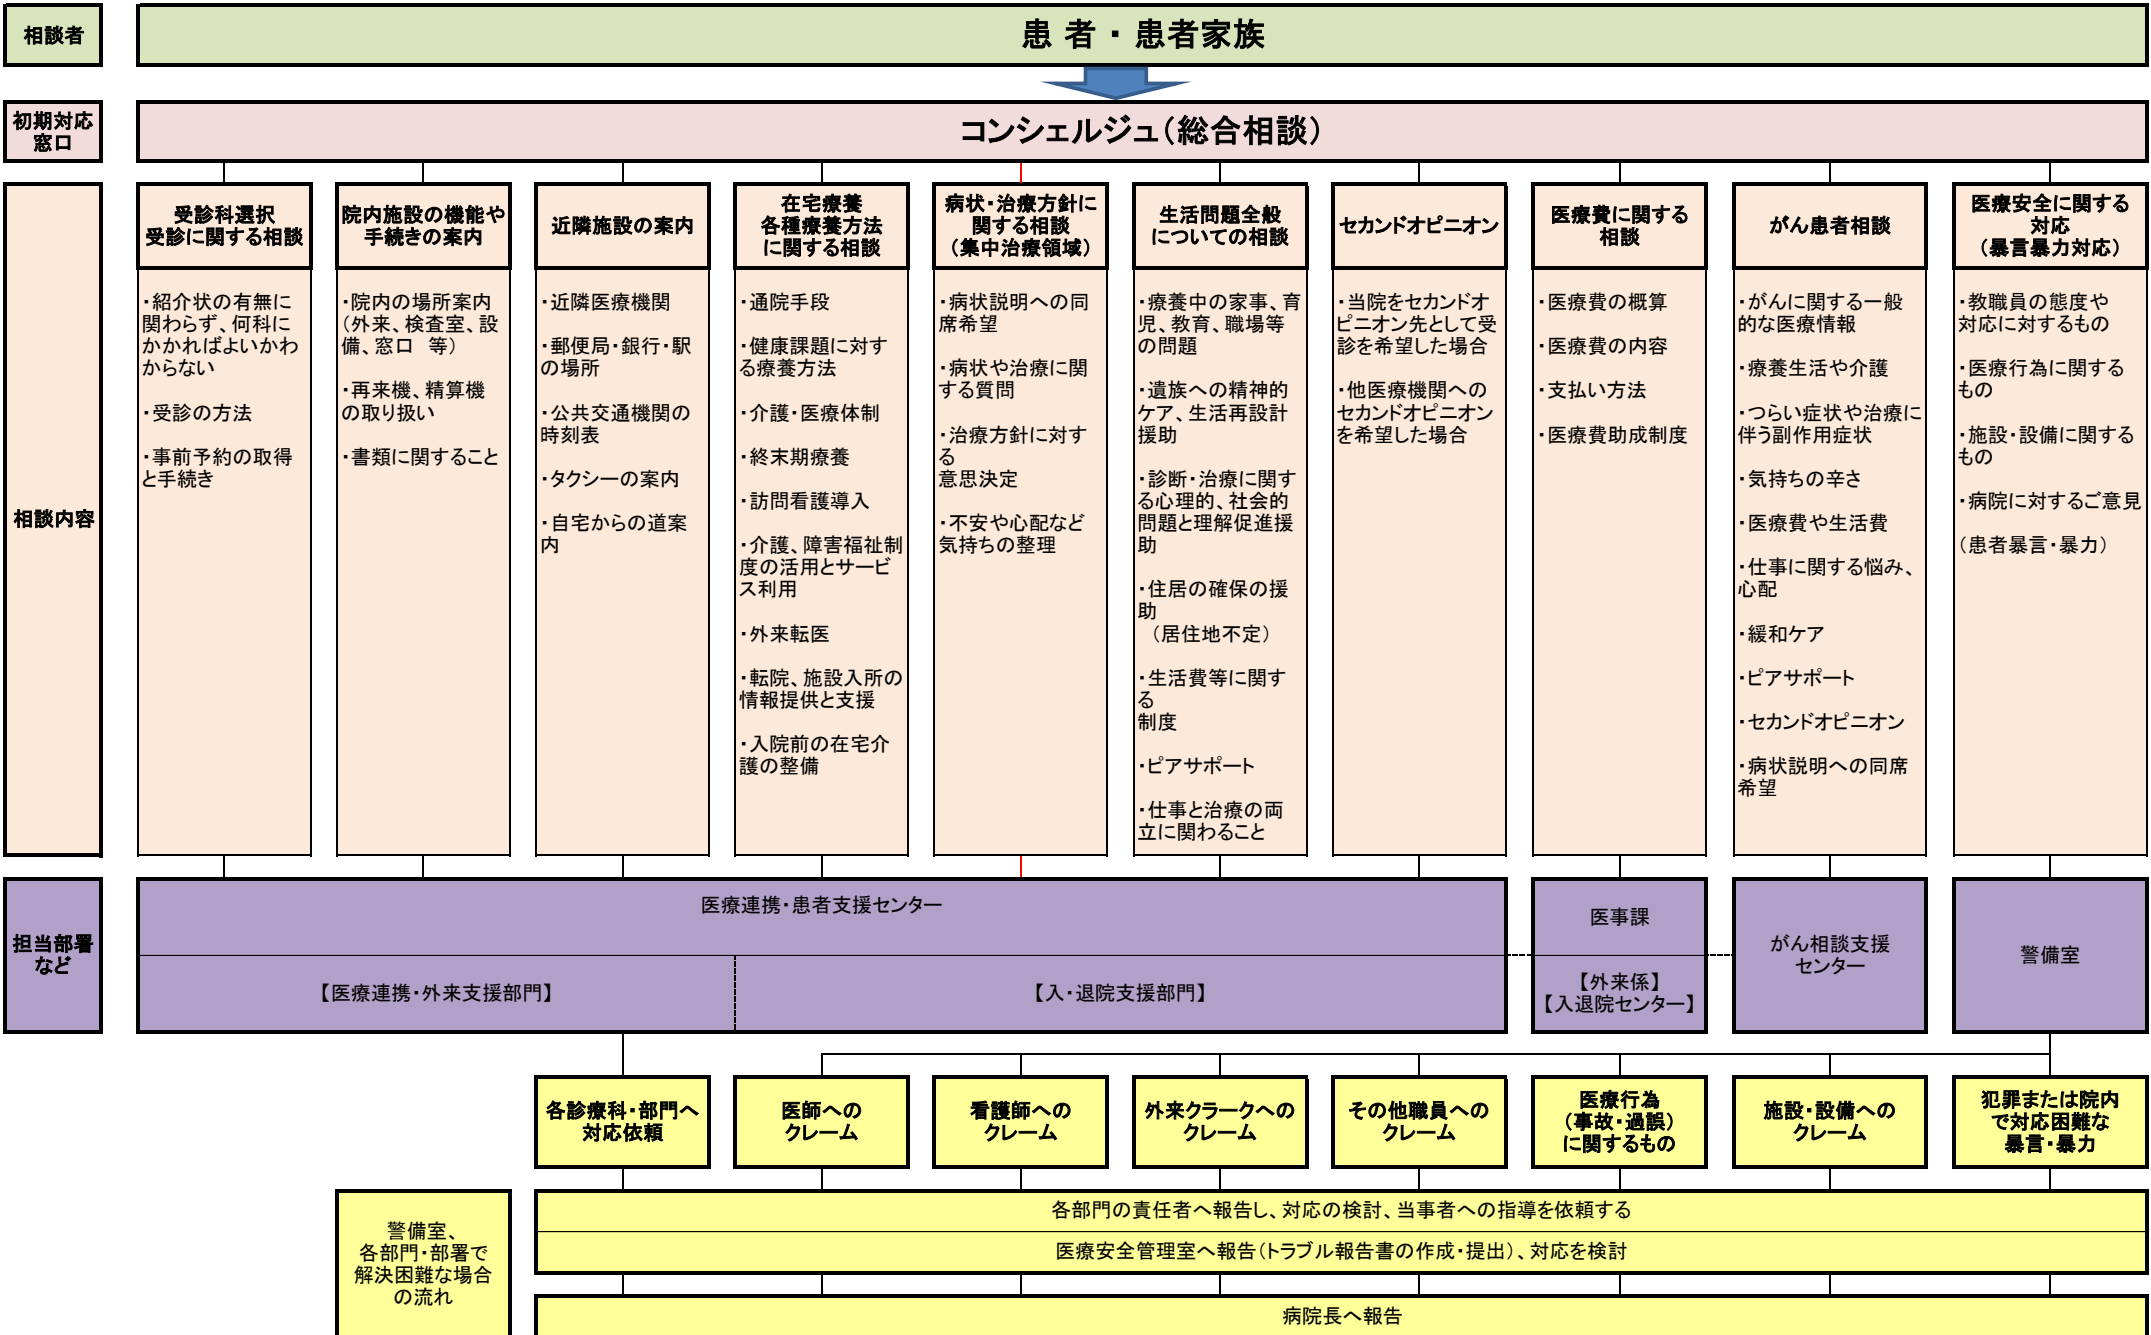 相談者
患 者 ・ 患者家族
初期対応
窓口
コンシェルジュ（総合相談）
相談内容
受診科選択
受診に関する相談
・紹介状の有無に
関わらず、何科に
かかればよいかわ
からない
・受診の方法
・事前予約の取得
と手続き
院内施設の機能や
手続きの案内
・院内の場所案内
（外来、検査室、設
備、窓口　等）
・再来機、精算機
の取り扱い
・書類に関すること
近隣施設の案内
・近隣医療機関
・郵便局・銀行・駅
の場所
・公共交通機関の
時刻表
・タクシーの案内
・自宅からの道案
内
在宅療養
各種療養方法
に関する相談
・通院手段
・健康課題に対す
る療養方法
・介護・医療体制
・終末期療養
・訪問看護導入
・介護、障害福祉制
度の活用とサービ
ス利用
・外来転医
・転院、施設入所の
情報提供と支援
・入院前の在宅介
護の整備
病状・治療方針に
関する相談
（集中治療領域）
・病状説明への同
席希望
・病状や治療に関
する質問
・治療方針に対す
る
意思決定
・不安や心配など
気持ちの整理
生活問題全般
についての相談
・療養中の家事、育
児、教育、職場等
の問題
・遺族への精神的
ケア、生活再設計
援助
・診断・治療に関す
る心理的、社会的
問題と理解促進援
助
・住居の確保の援
助
（居住地不定）
・生活費等に関す
る
制度
・ピアサポート
・仕事と治療の両
立に関わること
セカンドオピニオン
・当院をセカンドオ
ピニオン先として受
診を希望した場合
・他医療機関への
セカンドオピニオン
を希望した場合
医療費に関する
相談
・医療費の概算
・医療費の内容
・支払い方法
・医療費助成制度
がん患者相談
・がんに関する一般
的な医療情報
・療養生活や介護
・つらい症状や治療に
伴う副作用症状
・気持ちの辛さ
・医療費や生活費
・仕事に関する悩み、
心配
・緩和ケア
・ピアサポート
・セカンドオピニオン
・病状説明への同席
希望
医療安全に関する
対応
（暴言暴力対応）
・教職員の態度や
対応に対するもの
・医療行為に関する
もの
・施設・設備に関する
もの
・病院に対するご意見
（患者暴言・暴力）
担当部署
など
医療連携・患者支援センター
【医療連携・外来支援部門】
【入・退院支援部門】
医事課
【外来係】
【入退院センター】
がん相談支援
センター
警備室
各診療科・部門へ
対応依頼
医師への
クレーム
看護師への
クレーム
外来クラークへの
クレーム
その他職員への
クレーム
医療行為
（事故・過誤）
に関するもの
施設・設備への
クレーム
犯罪または院内
で対応困難な
暴言・暴力
警備室、
各部門・部署で
解決困難な場合
の流れ
各部門の責任者へ報告し、対応の検討、当事者への指導を依頼する
医療安全管理室へ報告（トラブル報告書の作成・提出）、対応を検討
病院長へ報告